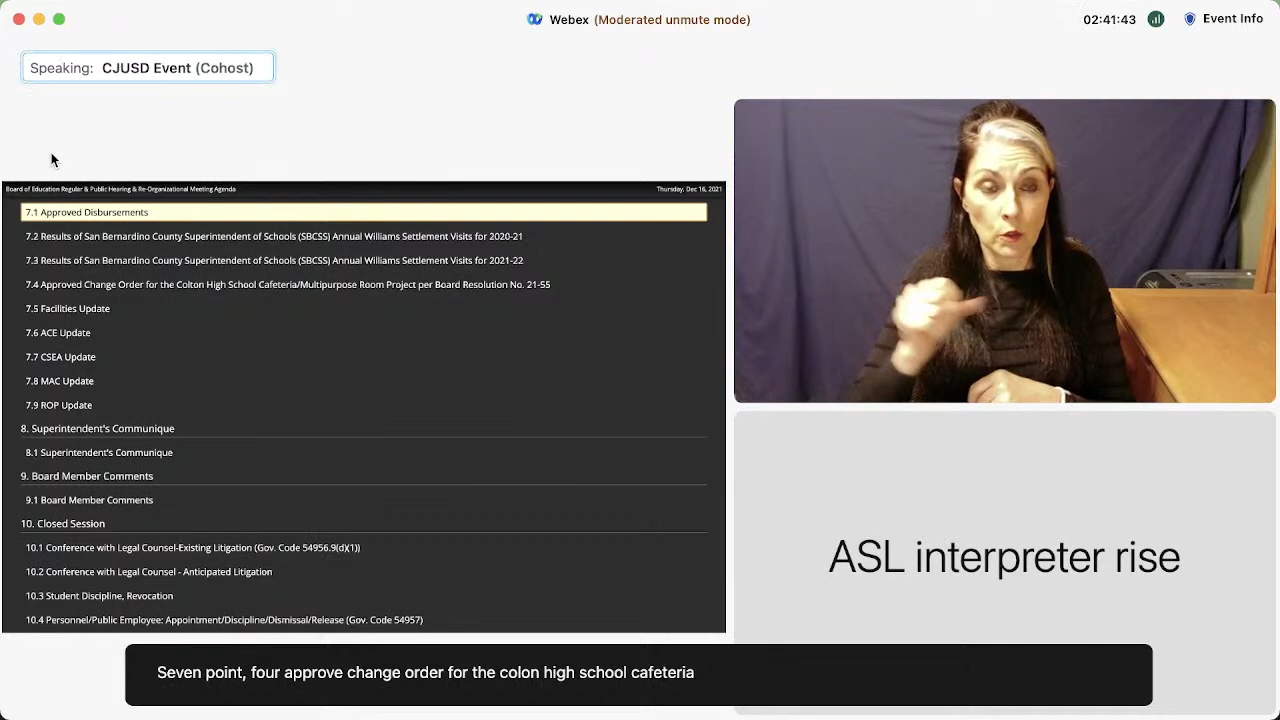 Webex (Moderated unmute mode)
02:41:43
Event Info
Speaking: CJUSD Event (Cohost)
Board of Education Regular & Public Hearing & Re-Organizational Meeting Agenda
Thursday, Dec 16, 2021
7.1 Approved Disbursements
7.2 Results of San Bernardino County Superintendent of Schools (SBCSS) Annual Williams Settlement Visits for 2020-21
7.3 Results of San Bernardino County Superintendent of Schools (SBCSS) Annual Williams Settlement Visits for 2021-22
7.4 Approved Change Order for the Colton High School Cafeteria/Multipurpose Room Project per Board Resolution No. 21-55
7.5 Facilities Update
7.6 ACE Update
7.7 CSEA Update
7.8 MAC Update
7.9 ROP Update
8. Superintendent's Communique
8.1 Superintendent's Communique
9. Board Member Comments
9.1 Board Member Comments
10. Closed Session
10.1 Conference with Legal Counsel-Existing Litigation (Gov. Code 54956.9(d)(1))
10.2 Conference with Legal Counsel - Anticipated Litigation
10.3 Student Discipline, Revocation
10.4 Personnel/Public Employee: Appointment/Discipline/Dismissal/Release (Gov. Code 54957)
ASL interpreter rise
Seven point, four approve change order for the colon high school cafeteria